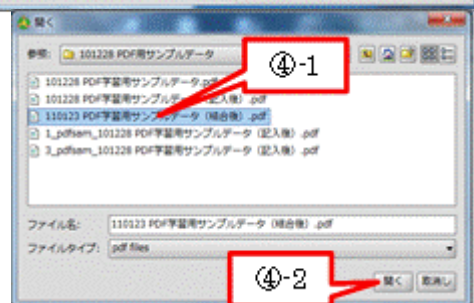 開く
参照: 101228 PDF用サンプルデータ
④-1
101228 PDF学習用サンプルデータ.pdf
101228 PDF学習用サンプルデータ（記入後）.pdf
110123 PDF学習用サンプルデータ（結合後）.pdf
1_pdfsam_101228 PDF学習用サンプルデータ（記入後）.pdf
3_pdfsam_101228 PDF学習用サンプルデータ（記入後）.pdf
ファイル名: 110123 PDF学習用サンプルデータ（結合後）.pdf
ファイルタイプ: pdf files
④-2
開く 取消し